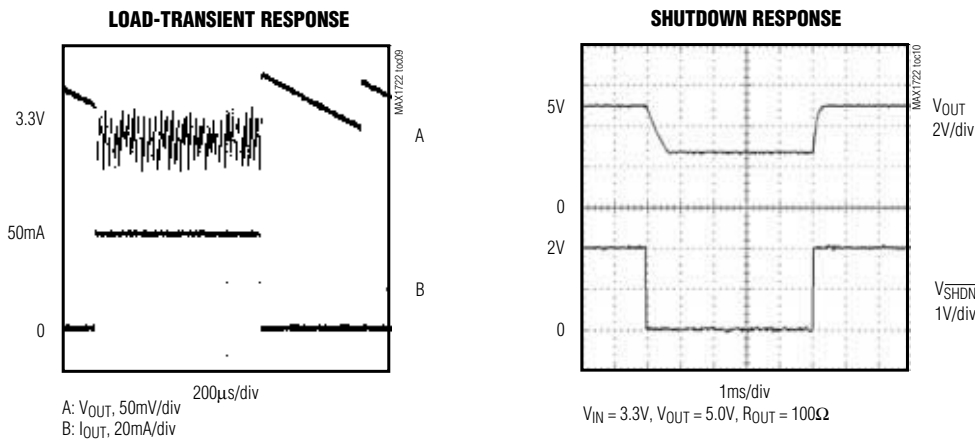 LOAD-TRANSIENT RESPONSE
MAX1722 toc09
3.3V
A
50mA
B
0
200μs/div
A: VOUT, 50mV/div
B: IOUT, 20mA/div
SHUTDOWN RESPONSE
MAX1722 toc10
5V
VOUT
2V/div
0
2V
VSHDN
1V/div
0
1ms/div
VIN = 3.3V, VOUT = 5.0V, ROUT = 100Ω